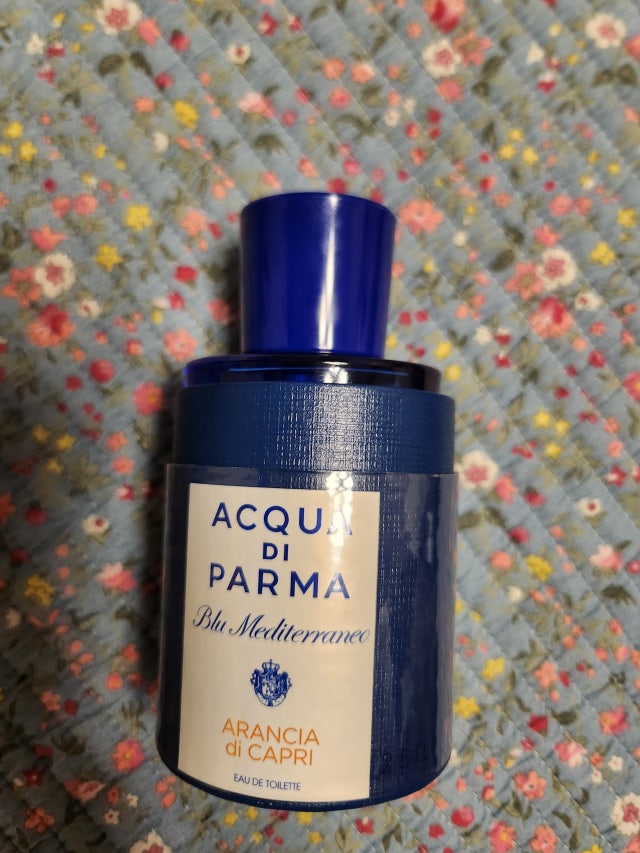 ACQUA
DI
PARMA
Blu Mediterraneo
ARANCIA
di CAPRI
EAU DE TOILETTE